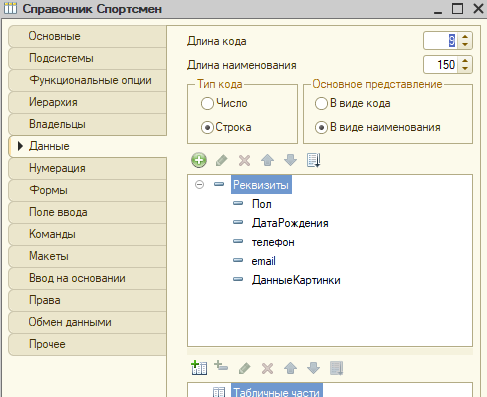 Справочник Спортсмен
Основные
Подсистемы
Функциональные опции
Иерархия
Владельцы
Данные
Нумерация
Формы
Поле ввода
Команды
Макеты
Ввод на основании
Права
Обмен данными
Прочее
Длина кода 9
Длина наименования 150
Тип кода
Число
Строка
Основное представление
В виде кода
В виде наименования
Реквизиты
Пол
ДатаРождения
телефон
email
ДанныеКартинки
Табличные части